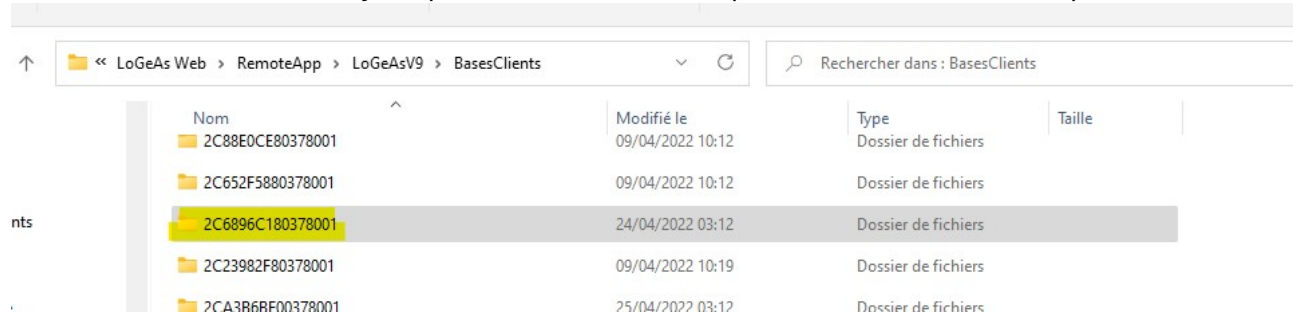 « LoGeAs Web > RemoteApp > LoGeAsV9 > BasesClients Rechercher dans : BasesClients
Nom Modifié le Type Taille
2C88E0CE80378001 09/04/2022 10:12 Dossier de fichiers
2C652F5880378001 09/04/2022 10:12 Dossier de fichiers
nts 2C6896C180378001 24/04/2022 03:12 Dossier de fichiers
2C23982F80378001 09/04/2022 10:19 Dossier de fichiers
2CA3B6BF00378001 25/04/2022 03:12 Dossier de fichiers